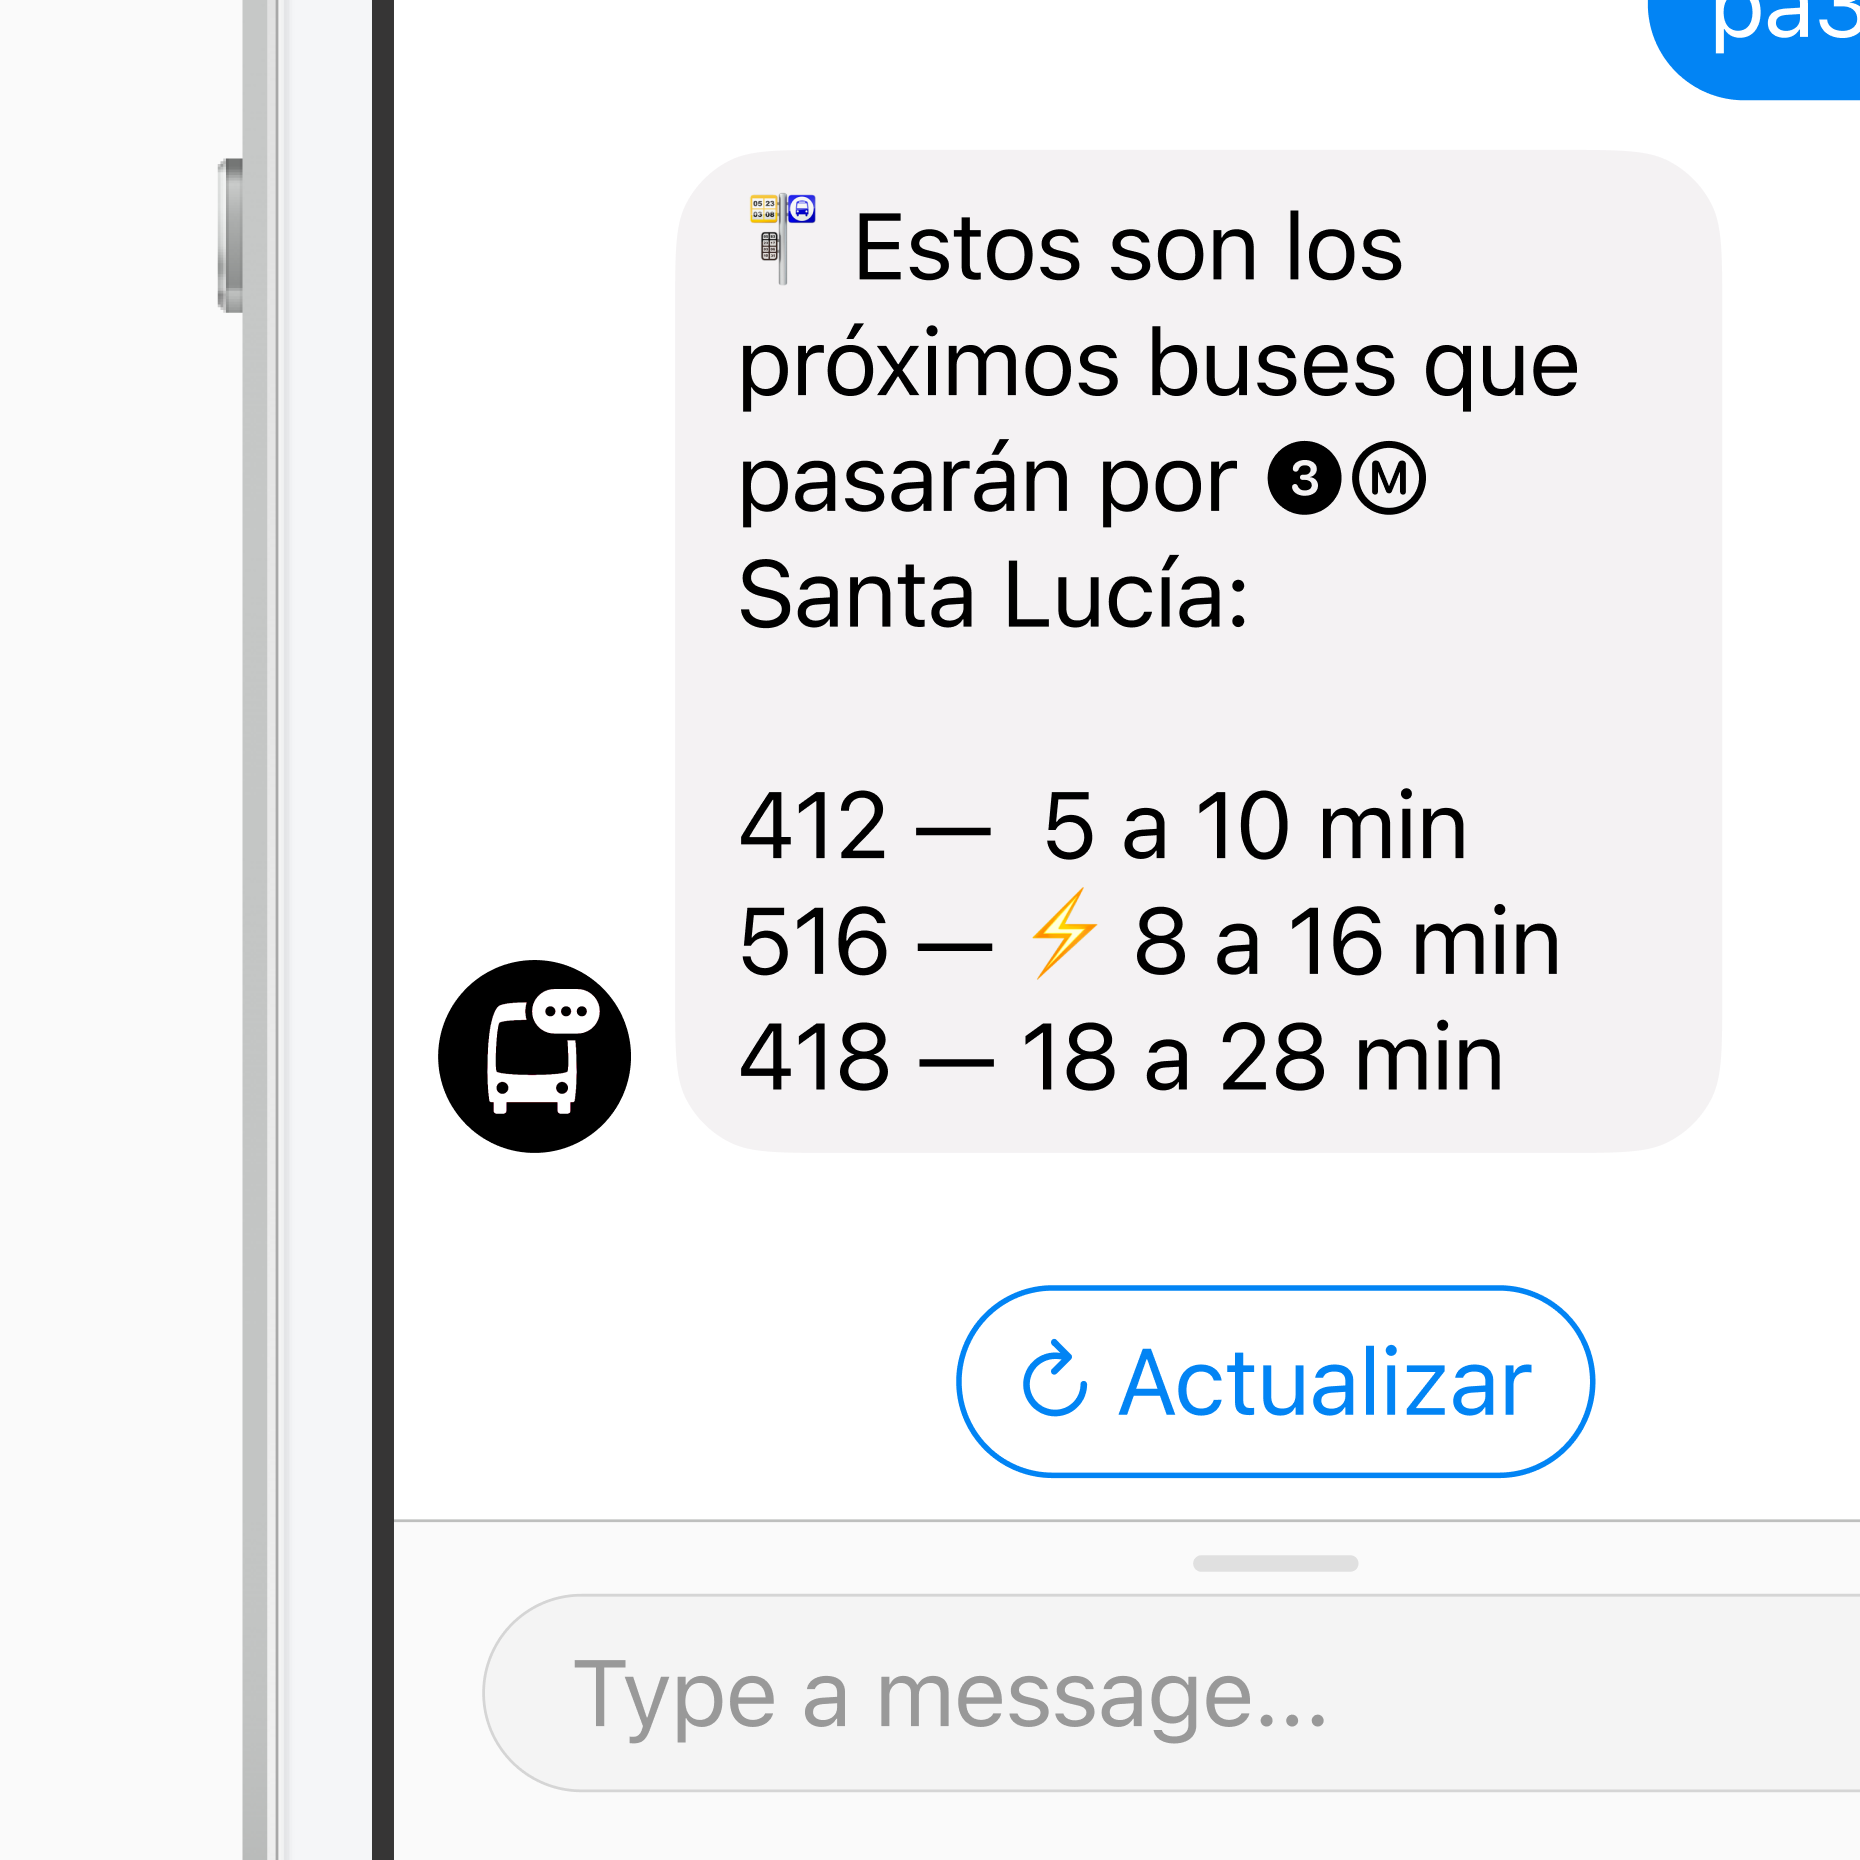 pa3
Estos son los
próximos buses que
pasarán por ❸Ⓜ
Santa Lucía:
412 — 5 a 10 min
516 — ⚡ 8 a 16 min
418 — 18 a 28 min
Actualizar
Type a message...